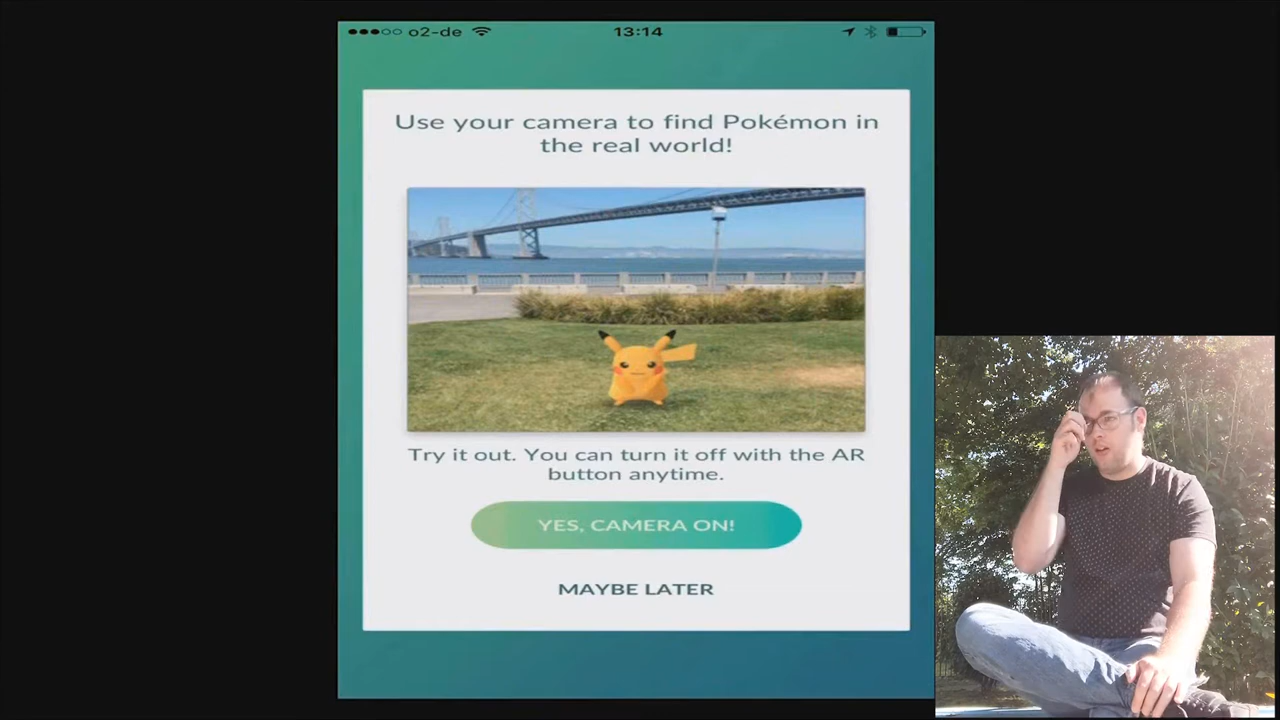 o2-de 13:14
Use your camera to find Pokémon in
the real world!
Try it out. You can turn it off with the AR
button anytime.
YES, CAMERA ON!
MAYBE LATER